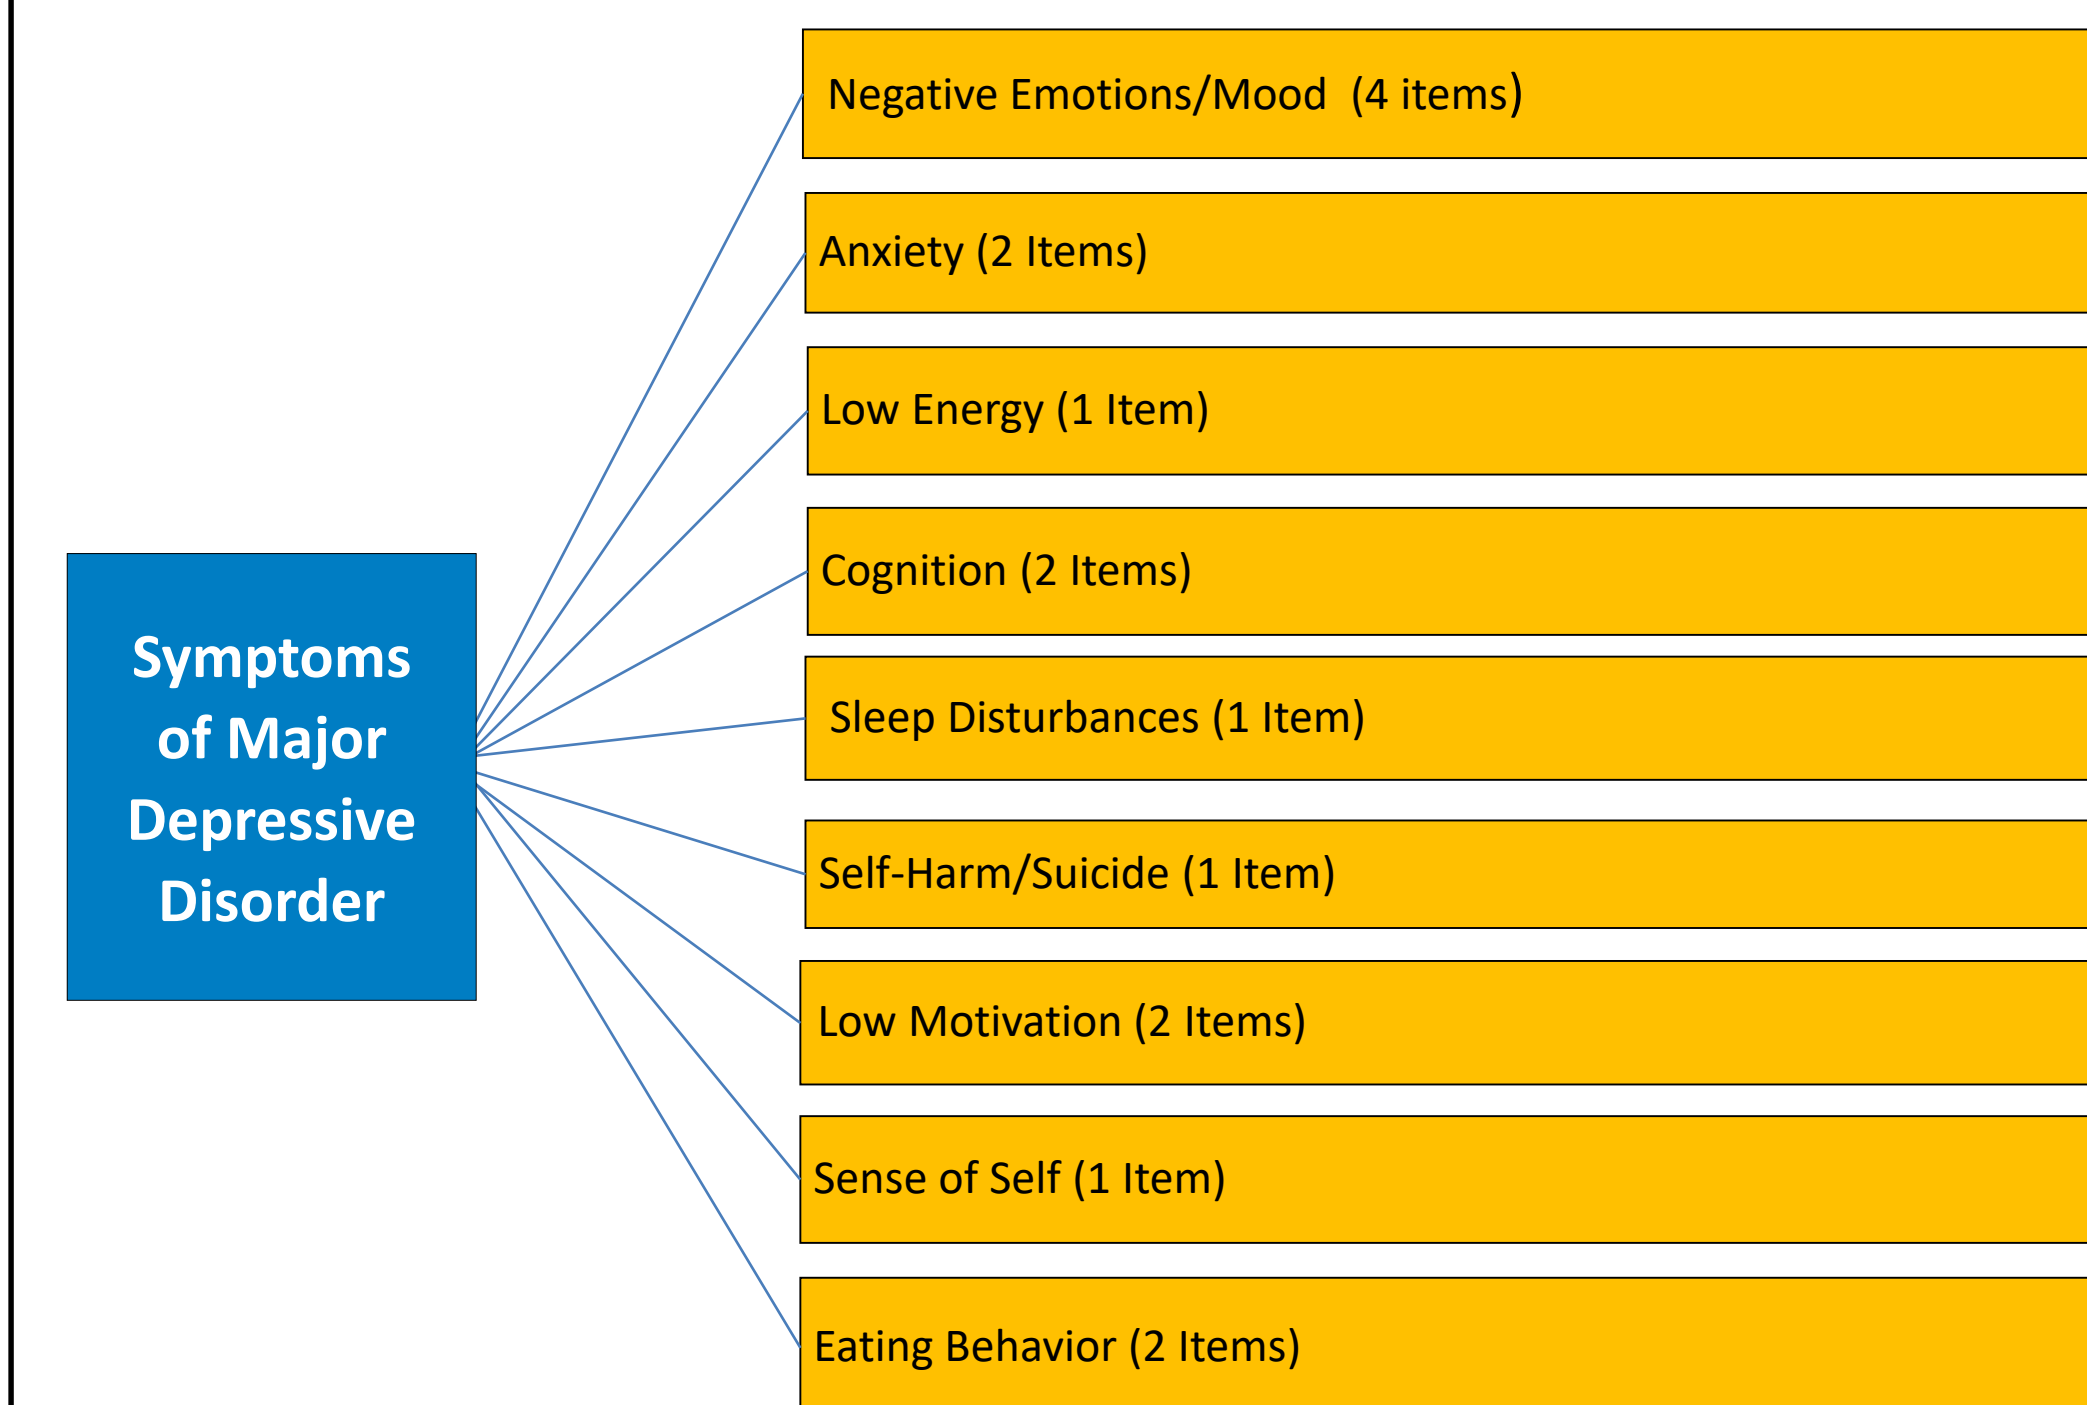 Negative Emotions/Mood  (4 items)
Anxiety (2 Items)
Low Energy (1 Item)
Cognition (2 Items)
Symptoms
of Major
Depressive
Disorder
Sleep Disturbances (1 Item)
Self-Harm/Suicide (1 Item)
Low Motivation (2 Items)
Sense of Self (1 Item)
Eating Behavior (2 Items)